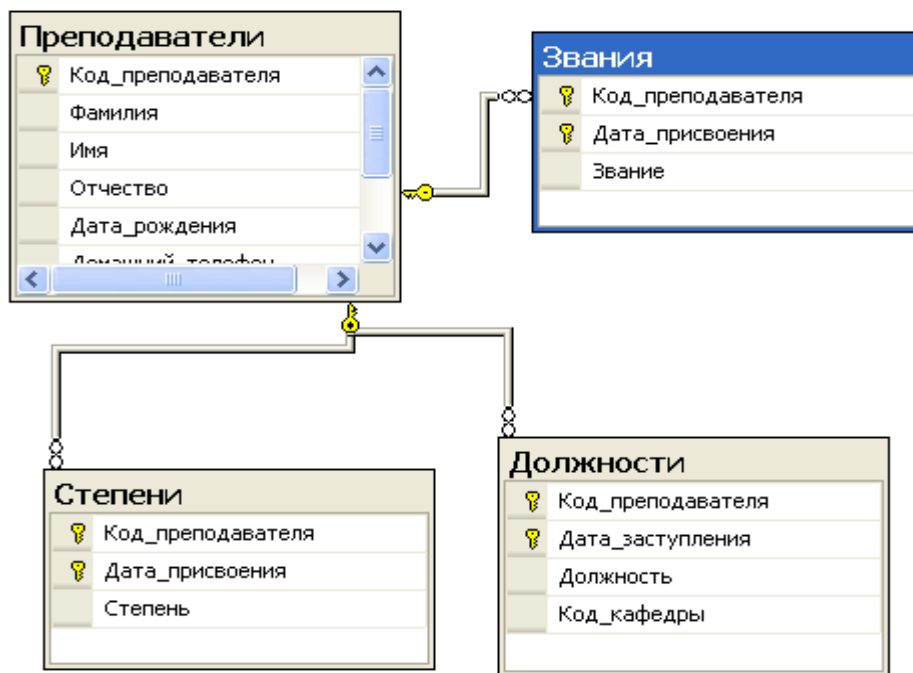 Преподаватели
Код_преподавателя
Фамилия
Имя
Отчество
Дата_рождения
Домашний_телефон
Звания
Код_преподавателя
Дата_присвоения
Звание
Степени
Код_преподавателя
Дата_присвоения
Степень
Должности
Код_преподавателя
Дата_заступления
Должность
Код_кафедры